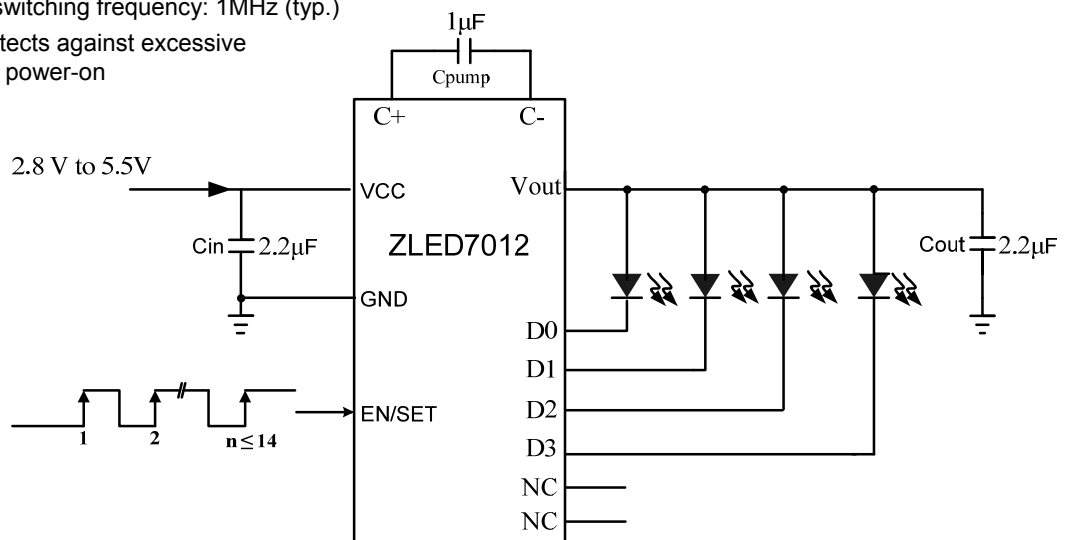 switching frequency: 1MHz (typ.)
tects against excessive
power-on
1μF
Cpump
C+
C-
2.8 V to 5.5V
VCC
Vout
Cin
2.2μF
ZLED7012
Cout
2.2μF
GND
D0
D1
D2
D3
EN/SET
1
2
n≤14
NC
NC